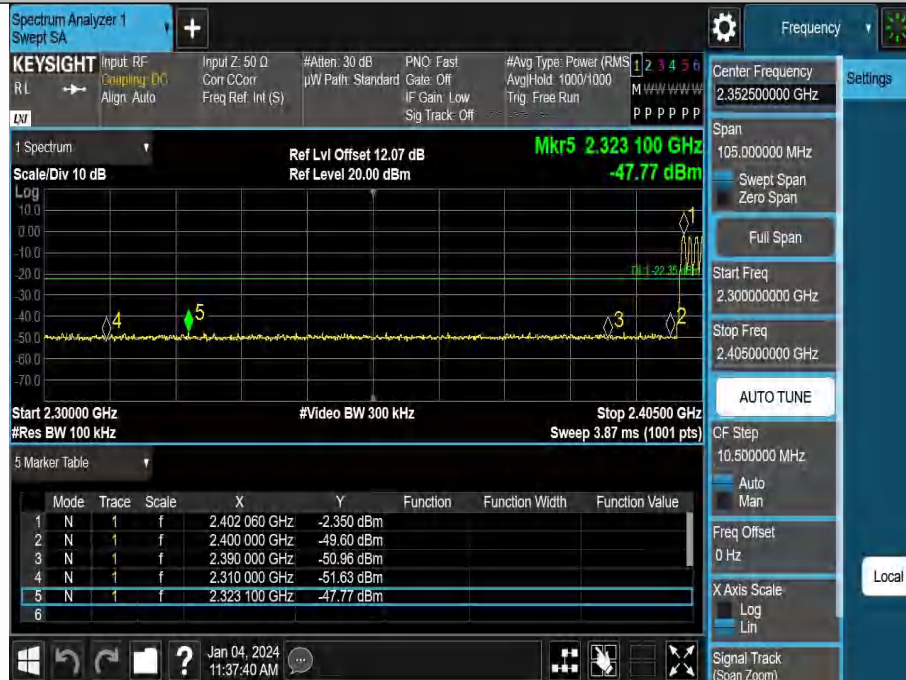 Spectrum Analyzer 1
Swept SA
+
Frequency
KEYSIGHT
RL
LXI
Input: RF
Coupling: DC
Align: Auto
Input Z: 50 Ω
Corr CCorr
Freq Ref: Int (S)
#Atten: 30 dB
µW Path: Standard
PNO: Fast
Gate: Off
IF Gain: Low
Sig Track: Off
#Avg Type: Power (RMS
Avg|Hold: 1000/1000
Trig: Free Run
1 2 3 4 5 6
M W W W W W
P P P P P P
1 Spectrum
Scale/Div 10 dB
Ref Lvl Offset 12.07 dB
Ref Level 20.00 dBm
Mkr5 2.323 100 GHz
-47.77 dBm
Log
10.0
0.00
-10.0
-20.0
-30.0
-40.0
-50.0
-60.0
-70.0
1
DL1 -22.35 dBm
4
5
3
2
Start 2.30000 GHz
#Video BW 300 kHz
Stop 2.40500 GHz
#Res BW 100 kHz
Sweep 3.87 ms (1001 pts)
5 Marker Table
Mode Trace Scale X Y Function Function Width Function Value
1 N 1 f 2.402 060 GHz -2.350 dBm
2 N 1 f 2.400 000 GHz -49.60 dBm
3 N 1 f 2.390 000 GHz -50.96 dBm
4 N 1 f 2.310 000 GHz -51.63 dBm
5 N 1 f 2.323 100 GHz -47.77 dBm
6
?
Jan 04, 2024
11:37:40 AM
Center Frequency
2.352500000 GHz
Settings
Span
105.000000 MHz
Swept Span
Zero Span
Full Span
Start Freq
2.300000000 GHz
Stop Freq
2.405000000 GHz
AUTO TUNE
CF Step
10.500000 MHz
Auto
Man
Freq Offset
0 Hz
X Axis Scale
Log
Lin
Signal Track
(Span Zoom)
Local